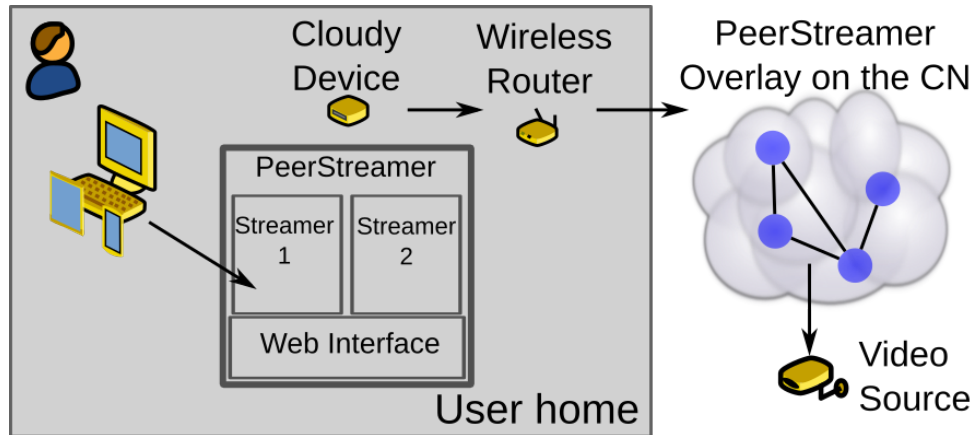 Cloudy
Device
Wireless
Router
PeerStreamer
Overlay on the CN
PeerStreamer
Streamer
1
Streamer
2
Web Interface
User home
Video
Source